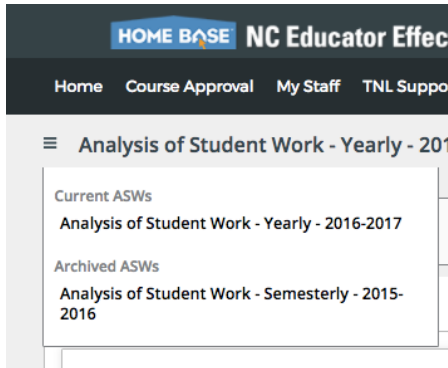 HOME BASE NC Educator Effec
Home Course Approval My Staff TNL Suppo
≡ Analysis of Student Work - Yearly - 201
Current ASWs
Analysis of Student Work - Yearly - 2016-2017
Archived ASWs
Analysis of Student Work - Semesterly - 2015-
2016